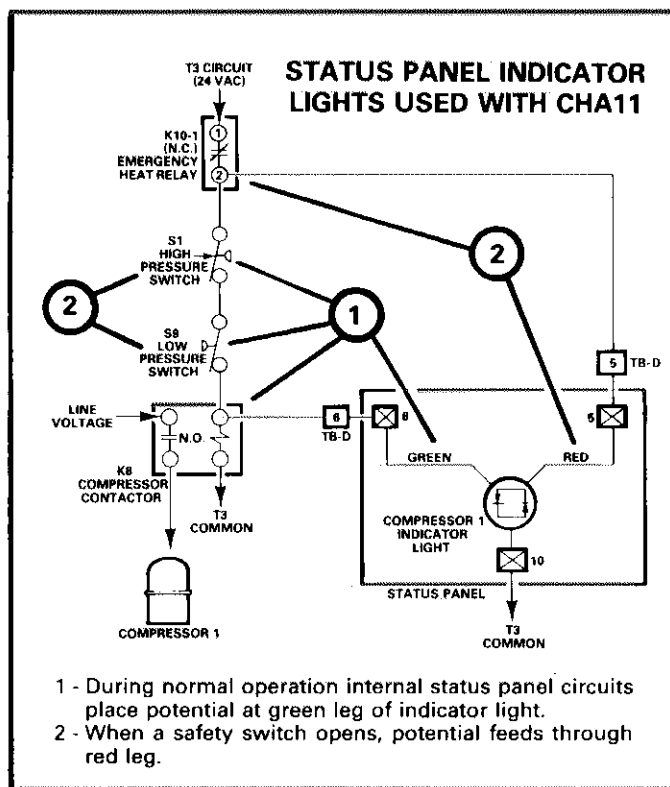 STATUS PANEL INDICATOR
LIGHTS USED WITH CHA11
T3 CIRCUIT
(24 VAC)
K10-1
(N.C.)
EMERGENCY
HEAT RELAY
1
2
S1
HIGH
PRESSURE
SWITCH
2
1
2
S9
LOW
PRESSURE
SWITCH
5
TB-D
LINE
VOLTAGE
N.O.
6
TB-D
6
5
GREEN
RED
K8
COMPRESSOR
CONTACTOR
T3
COMMON
COMPRESSOR 1
INDICATOR
LIGHT
10
STATUS PANEL
COMPRESSOR 1
T3
COMMON
1 - During normal operation internal status panel circuits
place potential at green leg of indicator light.
2 - When a safety switch opens, potential feeds through
red leg.